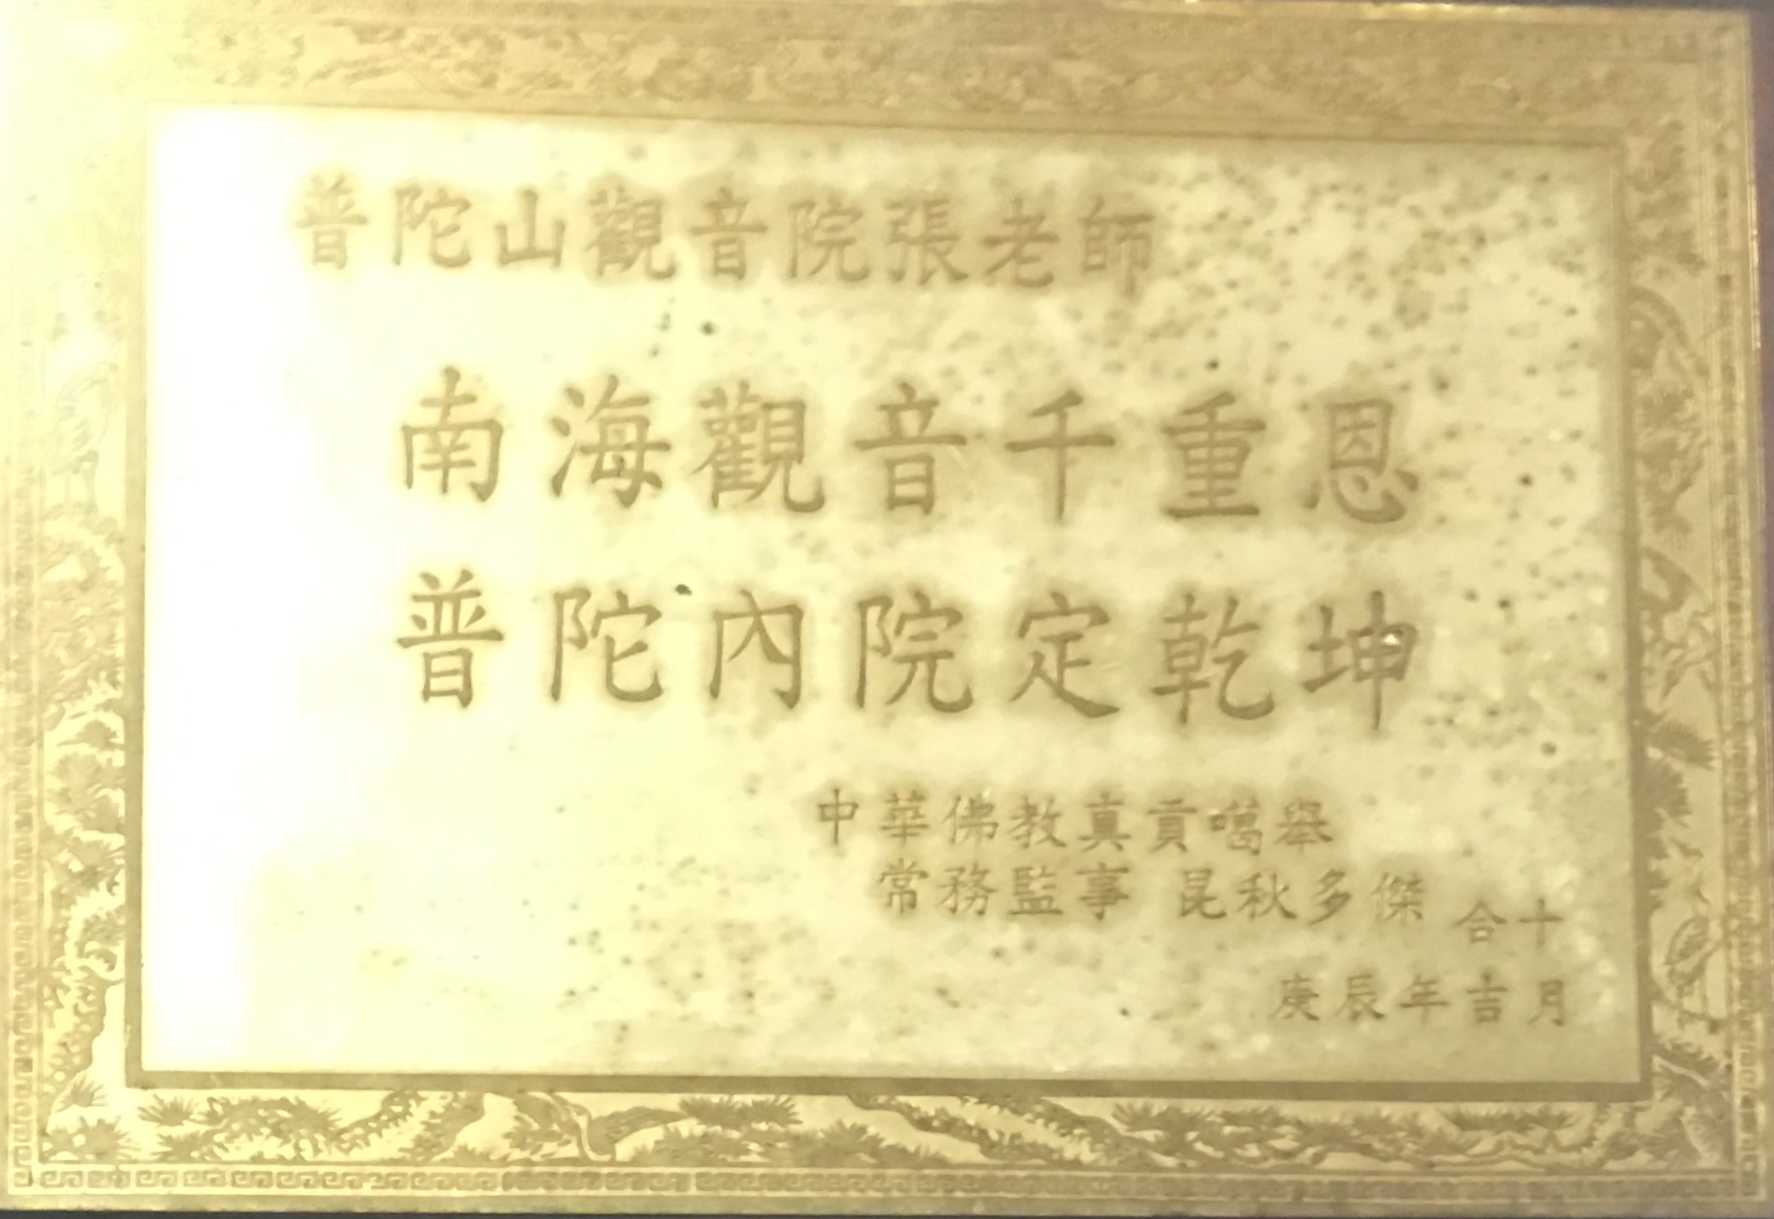 普陀山觀音院張老師
南海觀音千重恩
普陀內院定乾坤
中華佛教真貢噶舉
常務監事 昆秋多傑 合十
庚辰年吉月